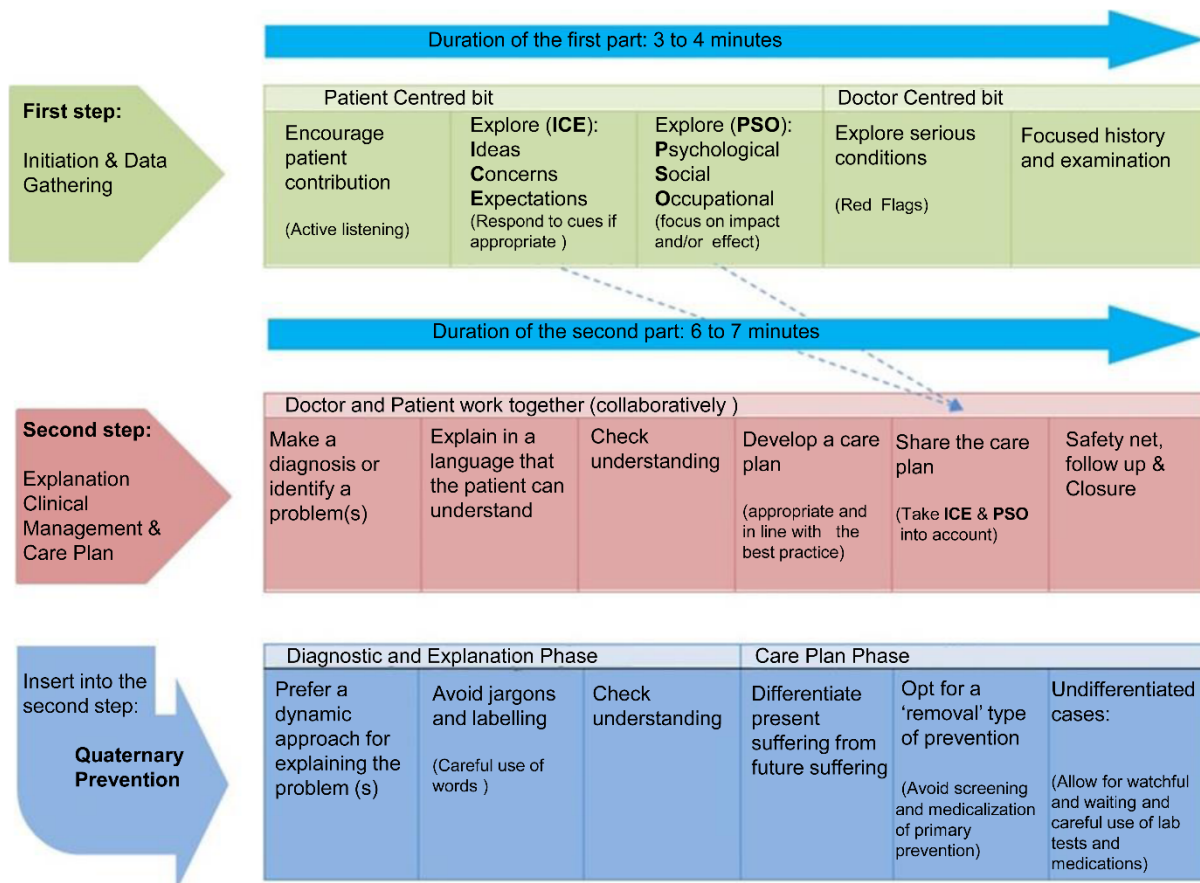 Duration of the first part: 3 to 4 minutes
First step:
Initiation & Data
Gathering
Patient Centred bit
Doctor Centred bit
Encourage
patient
contribution
(Active listening)
Explore (ICE):
Ideas
Concerns
Expectations
(Respond to cues if
appropriate )
Explore (PSO):
Psychological
Social
Occupational
(focus on impact
and/or effect)
Explore serious
conditions
(Red Flags)
Focused history
and examination
Duration of the second part: 6 to 7 minutes
Second step:
Explanation
Clinical
Management &
Care Plan
Doctor and Patient work together (collaboratively )
Make a
diagnosis or
identify a
problem(s)
Explain in a
language that
the patient can
understand
Check
understanding
Develop a care
plan
(appropriate and
in line with the
best practice)
Share the care
plan
(Take ICE & PSO
into account)
Safety net,
follow up &
Closure
Insert into the
second step:
Quaternary
Prevention
Diagnostic and Explanation Phase
Care Plan Phase
Prefer a
dynamic
approach for
explaining the
problem (s)
Avoid jargons
and labelling
(Careful use of
words )
Check
understanding
Differentiate
present
suffering from
future suffering
Opt for a
‘removal’ type
of prevention
(Avoid screening
and medicalization
of primary
prevention)
Undifferentiated
cases:
(Allow for watchful
and waiting and
careful use of lab
tests and
medications)